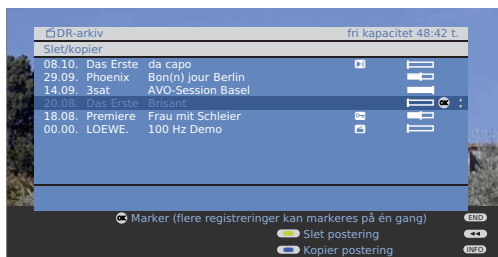 DR-arkiv fri kapacitet 48:42 t.
Slet/kopier
08.10. Das Erste da capo
29.09. Phoenix Bon(n) jour Berlin
14.09. 3sat AVO-Session Basel
20.08. Das Erste Brisant OK
18.08. Premiere Frau mit Schleier
00.00. LOEWE. 100 Hz Demo
OK Marker (flere registreringer kan markeres på én gang) END
Slet postering
Kopier postering INFO